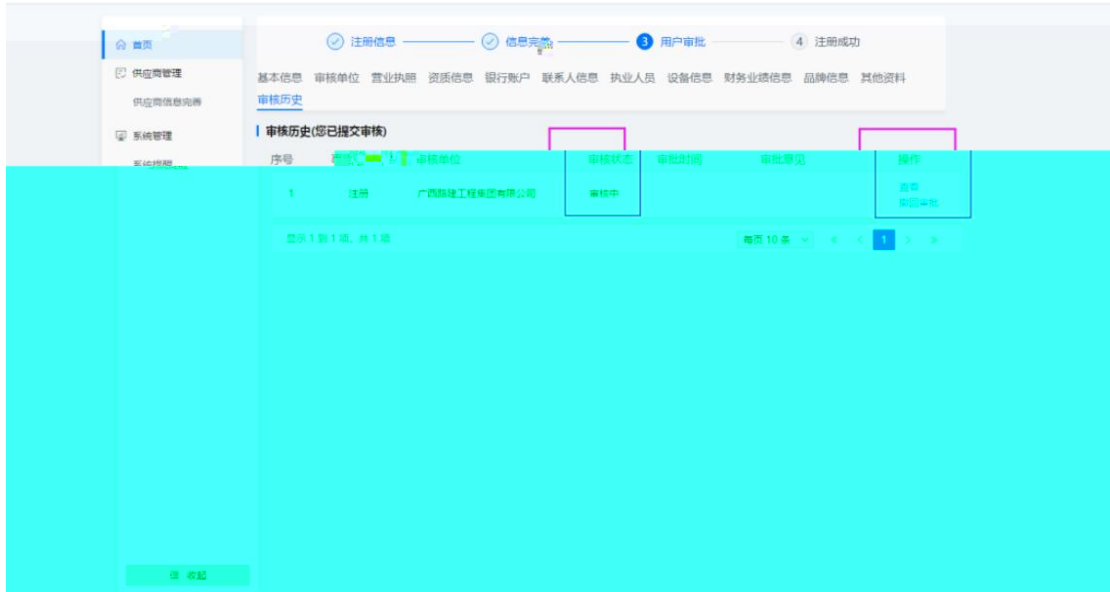 首页
供应商管理
供应商信息完善
系统管理
系统提醒
收起
注册信息
信息完善
3 用户审批
4 注册成功
基本信息 审核单位 营业执照 资质信息 银行账户 联系人信息 执业人员 设备信息 财务业绩信息 品牌信息 其他资料
审核历史
审核历史(您已提交审核)
序号 审核单位 审核状态 审批时间 审批意见 操作
1 注册 广西路建工程集团有限公司 审核中 查看
撤回审批
显示 1 到 1 项, 共 1 项 每页 10 条 « < 1 > »